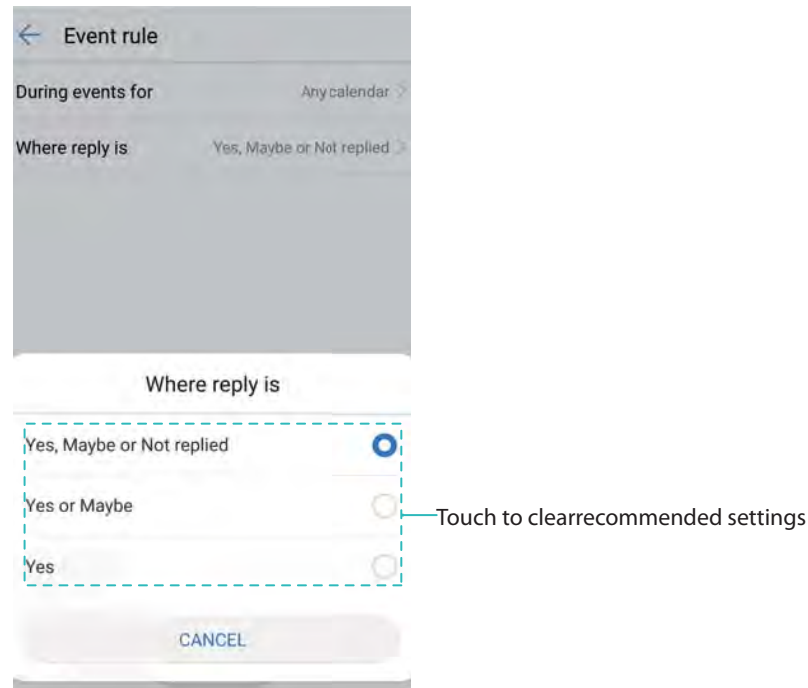 Event rule
During events for Any calendar
Where reply is Yes, Maybe or Not replied
Where reply is
Yes, Maybe or Not replied
Yes or Maybe
Touch to clearrecommended settings
Yes
CANCEL